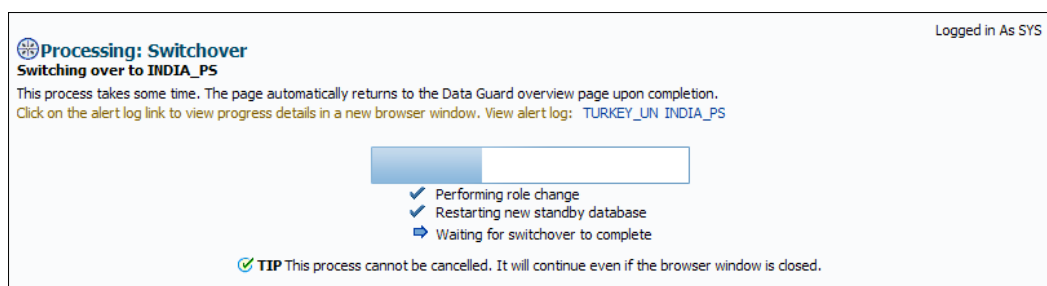 Logged in As SYS
Processing: Switchover
Switching over to INDIA_PS
This process takes some time. The page automatically returns to the Data Guard overview page upon completion.
Click on the alert log link to view progress details in a new browser window. View alert log: TURKEY_UN INDIA_PS
Performing role change
Restarting new standby database
Waiting for switchover to complete
TIP This process cannot be cancelled. It will continue even if the browser window is closed.